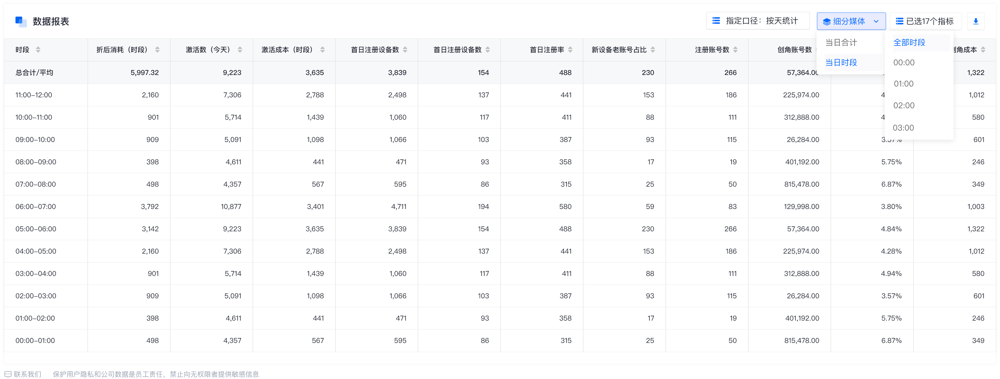 数据报表
指定口径：按天统计 细分媒体 已选17个指标
当日合计
当日时段
全部时段
00:00
01:00
02:00
03:00
时段 折后消耗（时段） 激活数（今天） 激活成本（时段） 首日注册设备数 首日注册设备数 首日注册率 新设备老账号占比 注册账号数 创角账号数 创角成本
总合计/平均 5,997.32 9,223 3,635 3,839 154 488 230 266 57,364.00 1,322
11:00–12:00 2,160 7,306 2,788 2,498 137 441 153 186 225,974.00 4 1,012
10:00–11:00 901 5,714 1,439 1,060 117 411 88 111 312,888.00 4 580
09:00–10:00 909 5,091 1,098 1,066 103 387 93 115 26,284.00 3.57% 601
08:00–09:00 398 4,611 441 471 93 358 17 19 401,192.00 5.75% 246
07:00–08:00 498 4,357 567 595 86 315 25 50 815,478.00 6.87% 349
06:00–07:00 3,792 10,877 3,401 4,711 194 580 59 83 129,998.00 3.80% 1,003
05:00–06:00 3,142 9,223 3,635 3,839 154 488 230 266 57,364.00 4.84% 1,322
04:00–05:00 2,160 7,306 2,788 2,498 137 441 153 186 225,974.00 4.28% 1,012
03:00–04:00 901 5,714 1,439 1,060 117 411 88 111 312,888.00 4.94% 580
02:00–03:00 909 5,091 1,098 1,066 103 387 93 115 26,284.00 3.57% 601
01:00–02:00 398 4,611 441 471 93 358 17 19 401,192.00 5.75% 246
00:00–01:00 498 4,357 567 595 86 315 25 50 815,478.00 6.87% 349
联系我们 保护用户隐私和公司数据是员工责任，禁止向无权限者提供敏感信息